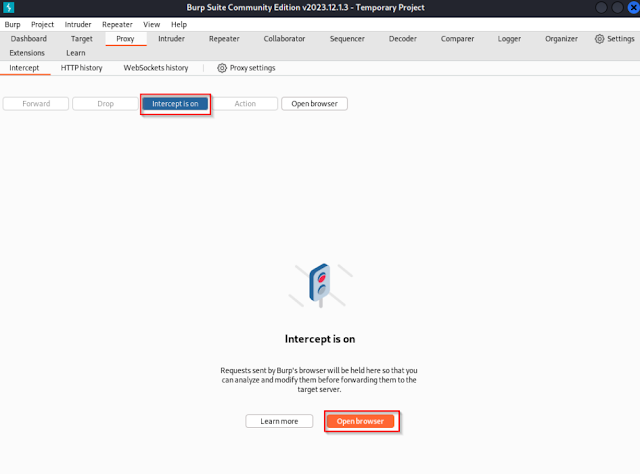 Burp Suite Community Edition v2023.12.1.3 - Temporary Project
Burp Project Intruder Repeater View Help
Dashboard Target Proxy Intruder Repeater Collaborator Sequencer Decoder Comparer Logger Organizer Settings
Extensions Learn
Intercept HTTP history WebSockets history Proxy settings
Forward Drop Intercept is on Action Open browser
Intercept is on
Requests sent by Burp's browser will be held here so that you
can analyze and modify them before forwarding them to the
target server.
Learn more Open browser